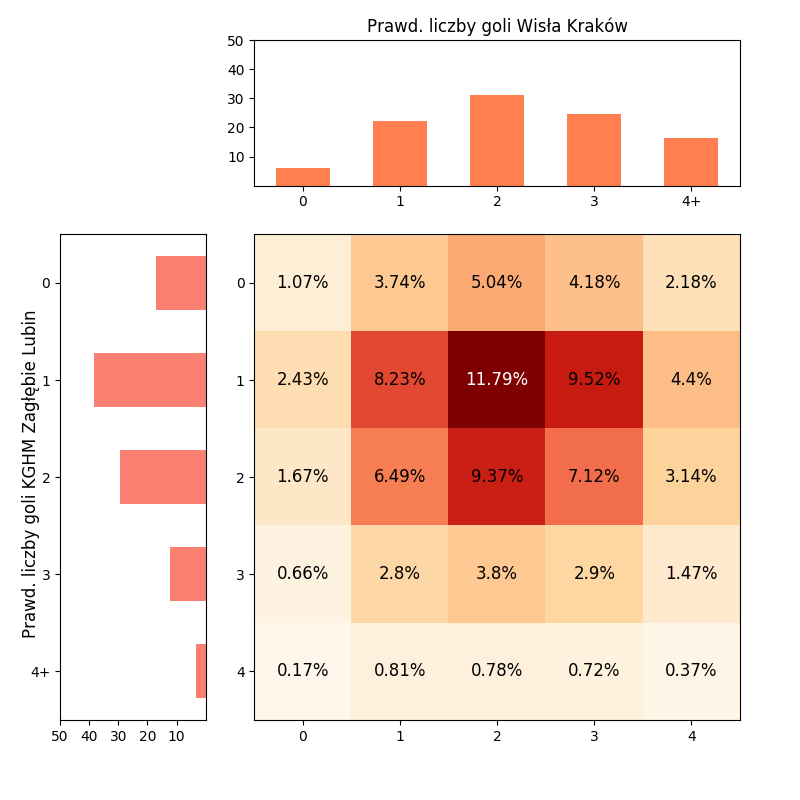 Prawd. liczby goli Wisła Kraków
50
40
30
20
10
0 1 2 3 4+
Prawd. liczby goli KGHM Zagłębie Lubin
0
1
2
3
4+
50 40 30 20 10
0 1.07% 3.74% 5.04% 4.18% 2.18%
1 2.43% 8.23% 11.79% 9.52% 4.4%
2 1.67% 6.49% 9.37% 7.12% 3.14%
3 0.66% 2.8% 3.8% 2.9% 1.47%
4 0.17% 0.81% 0.78% 0.72% 0.37%
0 1 2 3 4